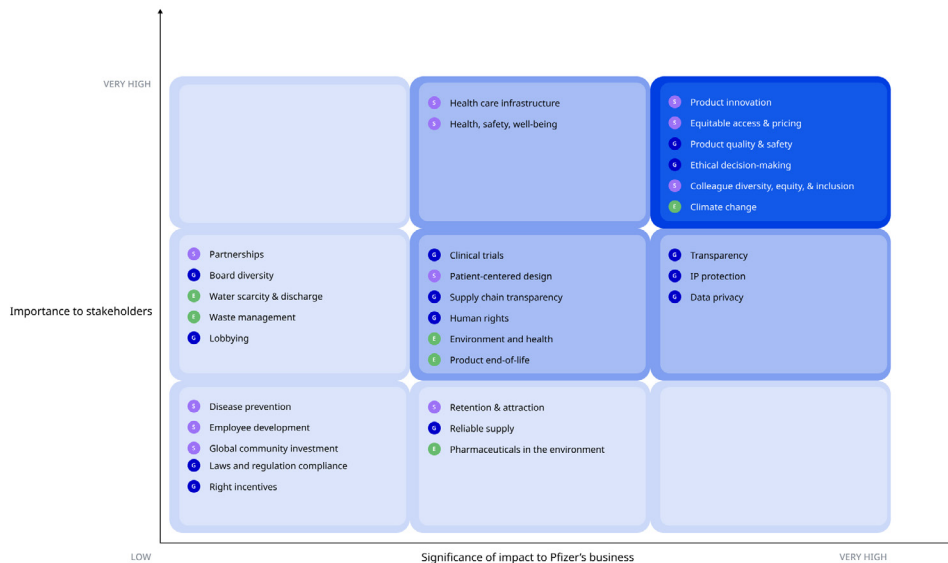 VERY HIGH
S Health care infrastructure
S Health, safety, well-being
S Product innovation
S Equitable access & pricing
G Product quality & safety
G Ethical decision-making
S Colleague diversity, equity, & inclusion
E Climate change
Importance to stakeholders
S Partnerships
G Board diversity
E Water scarcity & discharge
E Waste management
G Lobbying
G Clinical trials
S Patient-centered design
G Supply chain transparency
G Human rights
E Environment and health
E Product end-of-life
G Transparency
G IP protection
G Data privacy
S Disease prevention
S Employee development
S Global community investment
G Laws and regulation compliance
G Right incentives
S Retention & attraction
G Reliable supply
E Pharmaceuticals in the environment
LOW
Significance of impact to Pfizer’s business
VERY HIGH